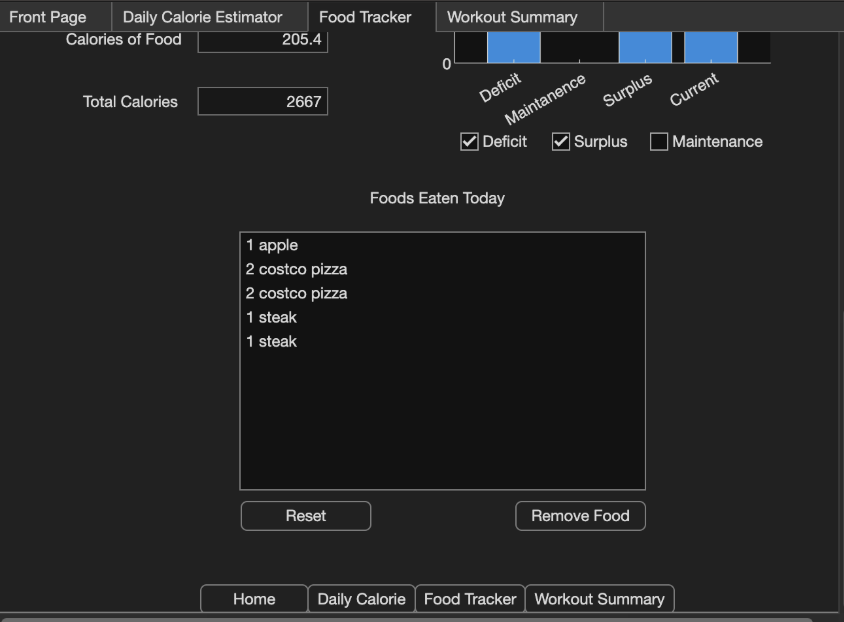 Front Page Daily Calorie Estimator Food Tracker Workout Summary
Calories of Food 205.4
0
Total Calories 2667
Deficit Maintanence Surplus Current
Deficit Surplus Maintenance
Foods Eaten Today
1 apple
2 costco pizza
2 costco pizza
1 steak
1 steak
Reset Remove Food
Home Daily Calorie Food Tracker Workout Summary